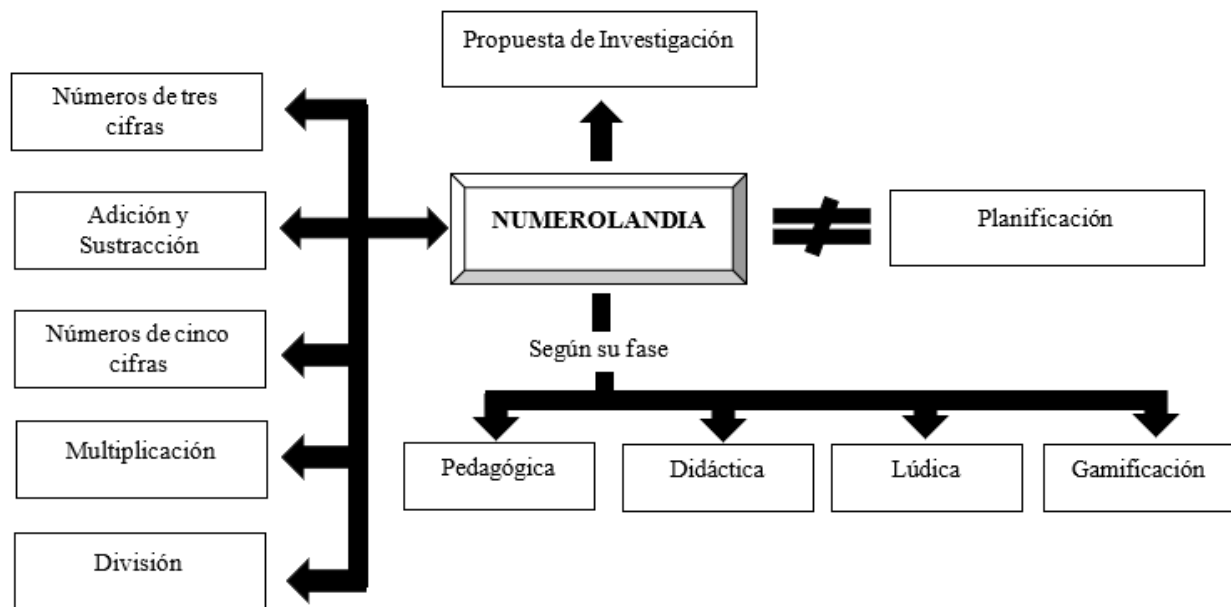 Propuesta de Investigación
Números de tres
cifras
Adición y
Sustracción
NUMEROLANDIA
Planificación
Números de cinco
cifras
Según su fase
Multiplicación
Pedagógica
Didáctica
Lúdica
Gamificación
División